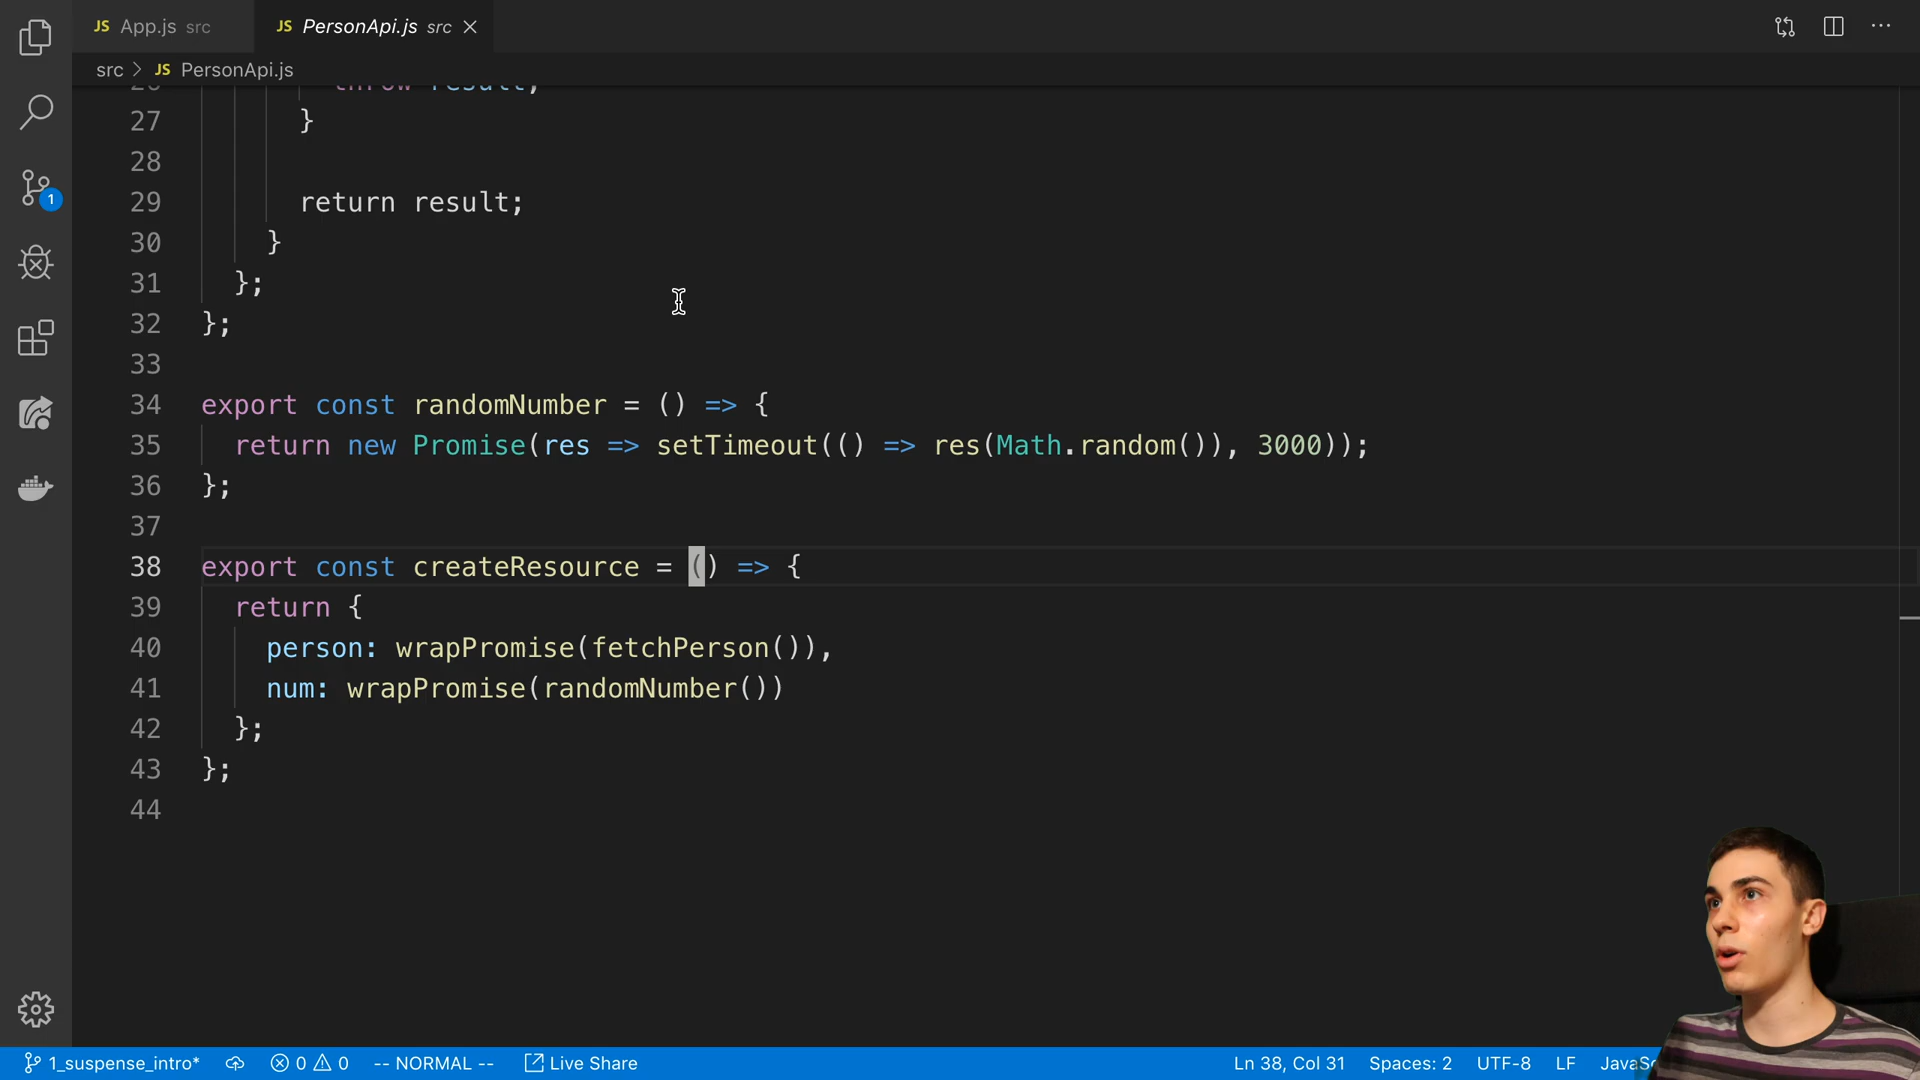 JS App.js src
JS PersonApi.js src
src > JS PersonApi.js
26 throw result;
27 }
28
29 return result;
30 }
31 };
32 };
33
34 export const randomNumber = () => {
35 return new Promise(res => setTimeout(() => res(Math.random()), 3000));
36 };
37
38 export const createResource = () => {
39 return {
40 person: wrapPromise(fetchPerson()),
41 num: wrapPromise(randomNumber())
42 };
43 };
44
1
1_suspense_intro* 0 0 -- NORMAL -- Live Share Ln 38, Col 31 Spaces: 2 UTF-8 LF